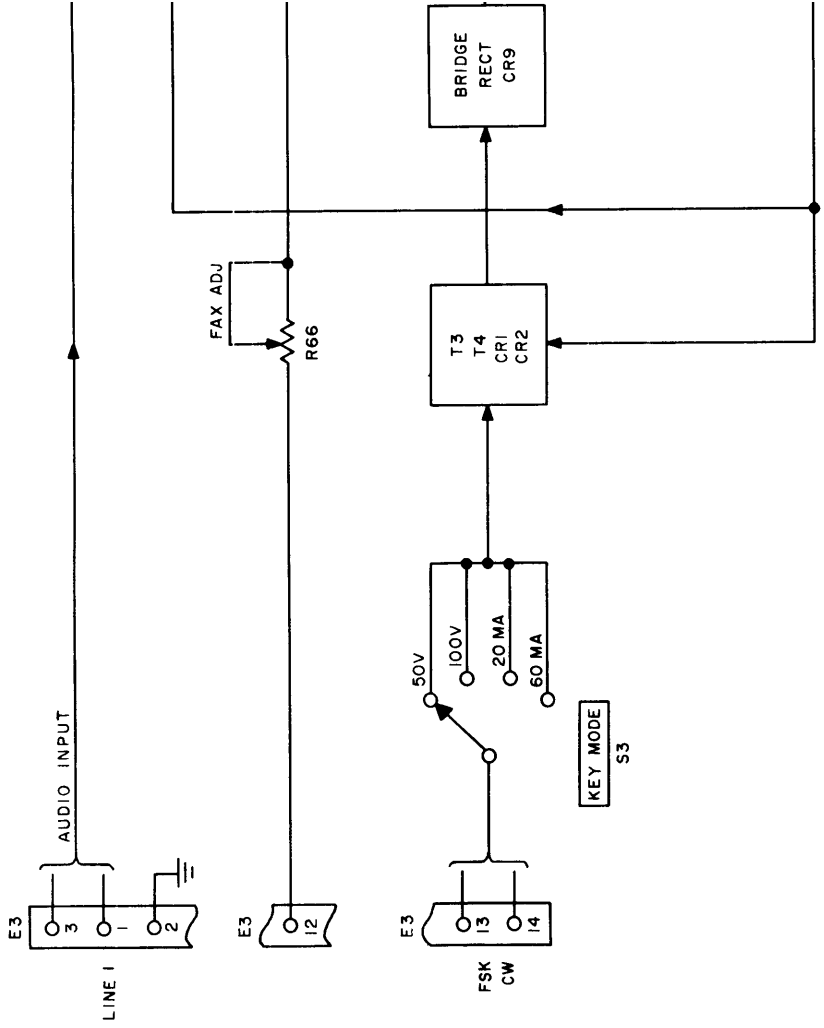 BRIDGE
RECT
CR9
FAX ADJ
R66
T3
T4
CR1
CR2
50V
100V
20 MA
60 MA
KEY MODE
S3
AUDIO INPUT
E3
3
1
2
LINE 1
E3
12
E3
13
14
FSK
CW